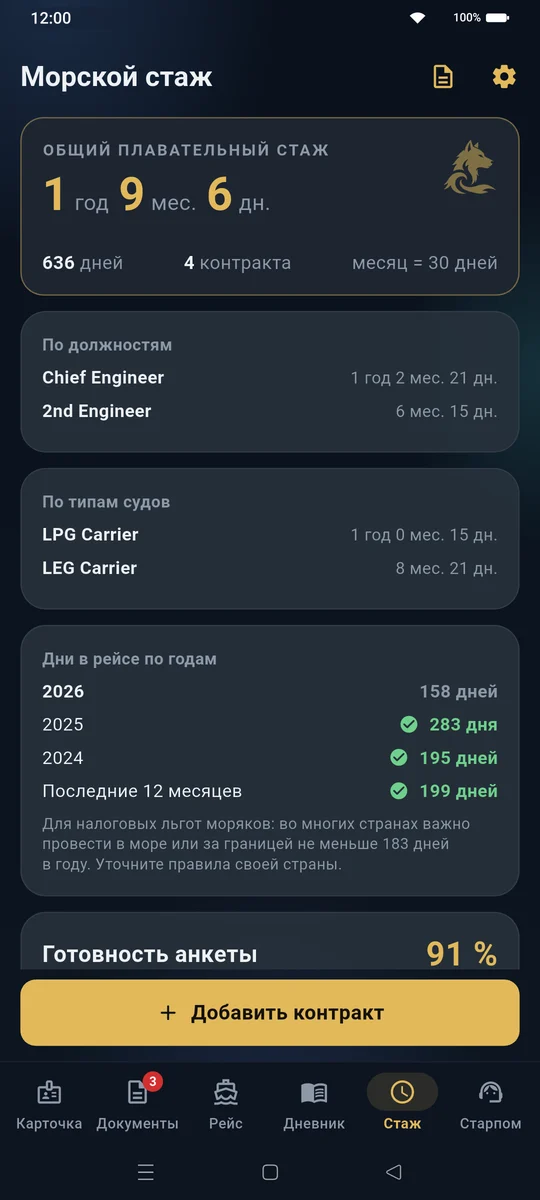 12:00
100%
Морской стаж
ОБЩИЙ ПЛАВАТЕЛЬНЫЙ СТАЖ
1 год 9 мес. 6 дн.
636 дней 4 контракта месяц = 30 дней
По должностям
Chief Engineer 1 год 2 мес. 21 дн.
2nd Engineer 6 мес. 15 дн.
По типам судов
LPG Carrier 1 год 0 мес. 15 дн.
LEG Carrier 8 мес. 21 дн.
Дни в рейсе по годам
2026 158 дней
2025 283 дня
2024 195 дней
Последние 12 месяцев 199 дней
Для налоговых льгот моряков: во многих странах важно
провести в море или за границей не меньше 183 дней
в году. Уточните правила своей страны.
Готовность анкеты 91 %
+ Добавить контракт
3
Карточка Документы Рейс Дневник Стаж Старпом